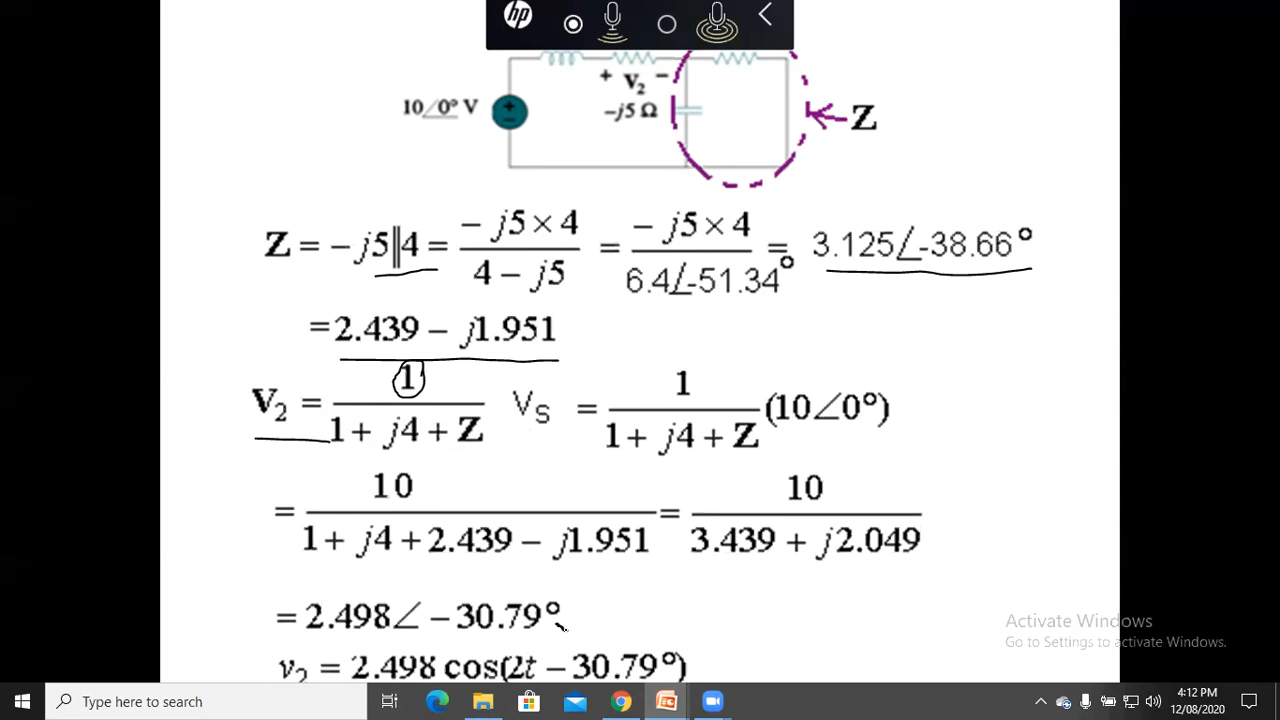 hp
+ V₂ −
10∠0° V
−j5 Ω
Z
Z = −j5||4 = (−j5×4)/(4 − j5) = (−j5×4)/(6.4∠-51.34°) = 3.125∠-38.66°
= 2.439 − j1.951
V₂ = 1/(1+ j4 + Z) VS = 1/(1+ j4 + Z) (10∠0°)
= 10/(1+ j4 + 2.439 − j1.951) = 10/(3.439 + j2.049)
= 2.498∠ − 30.79°
v₂ = 2.498 cos(2t − 30.79°)
Activate Windows
Go to Settings to activate Windows.
Type here to search
4:12 PM
12/08/2020